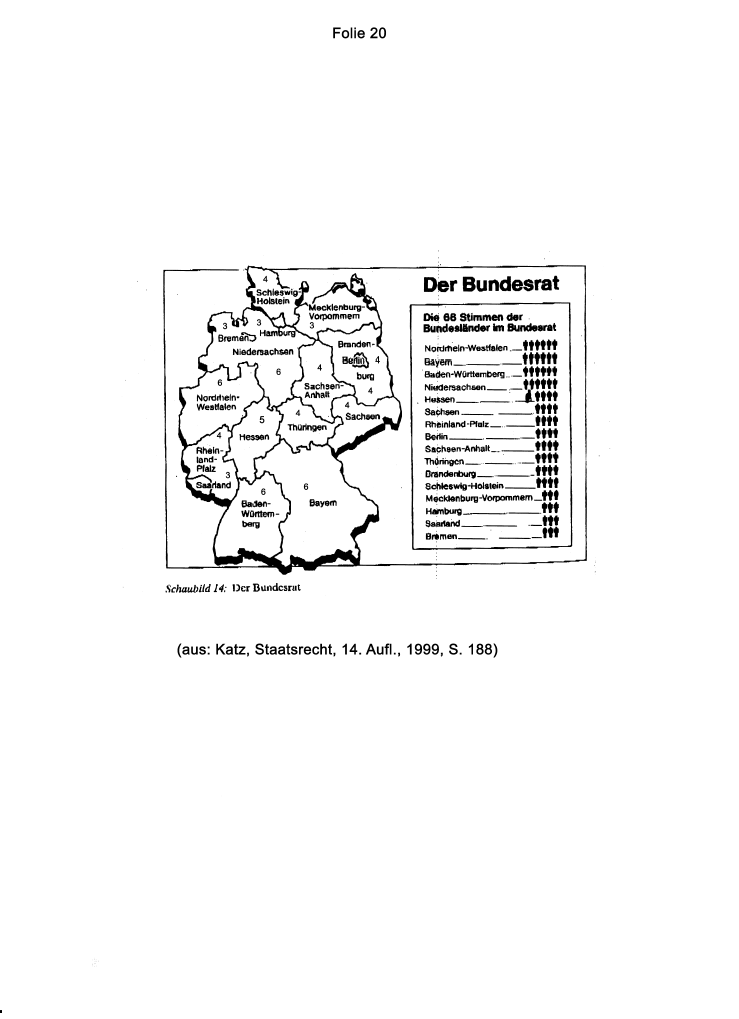 Folie 20
4
Schleswig-
Holstein
Mecklenburg-
Vorpommern
3
3
Bremen
3
Hamburg
Niedersachsen
6
Branden-
Berlin 4
burg
4
4
Sachsen-
Anhalt
6
Nordrhein-
Westfalen
5
Hessen
4
Thüringen
4
Sachsen
4
Rhein-
land-
Pfalz
3
Saarland
6
Baden-
Württem-
berg
6
Bayern
Der Bundesrat
Die 68 Stimmen der
Bundesländer im Bundesrat
Nordrhein-Westfalen
Bayern
Baden-Württemberg
Niedersachsen
Hessen
Sachsen
Rheinland-Pfalz
Berlin
Sachsen-Anhalt
Thüringen
Brandenburg
Schleswig-Holstein
Mecklenburg-Vorpommern
Hamburg
Saarland
Bremen
Schaubild 14: Der Bundesrat
(aus: Katz, Staatsrecht, 14. Aufl., 1999, S. 188)